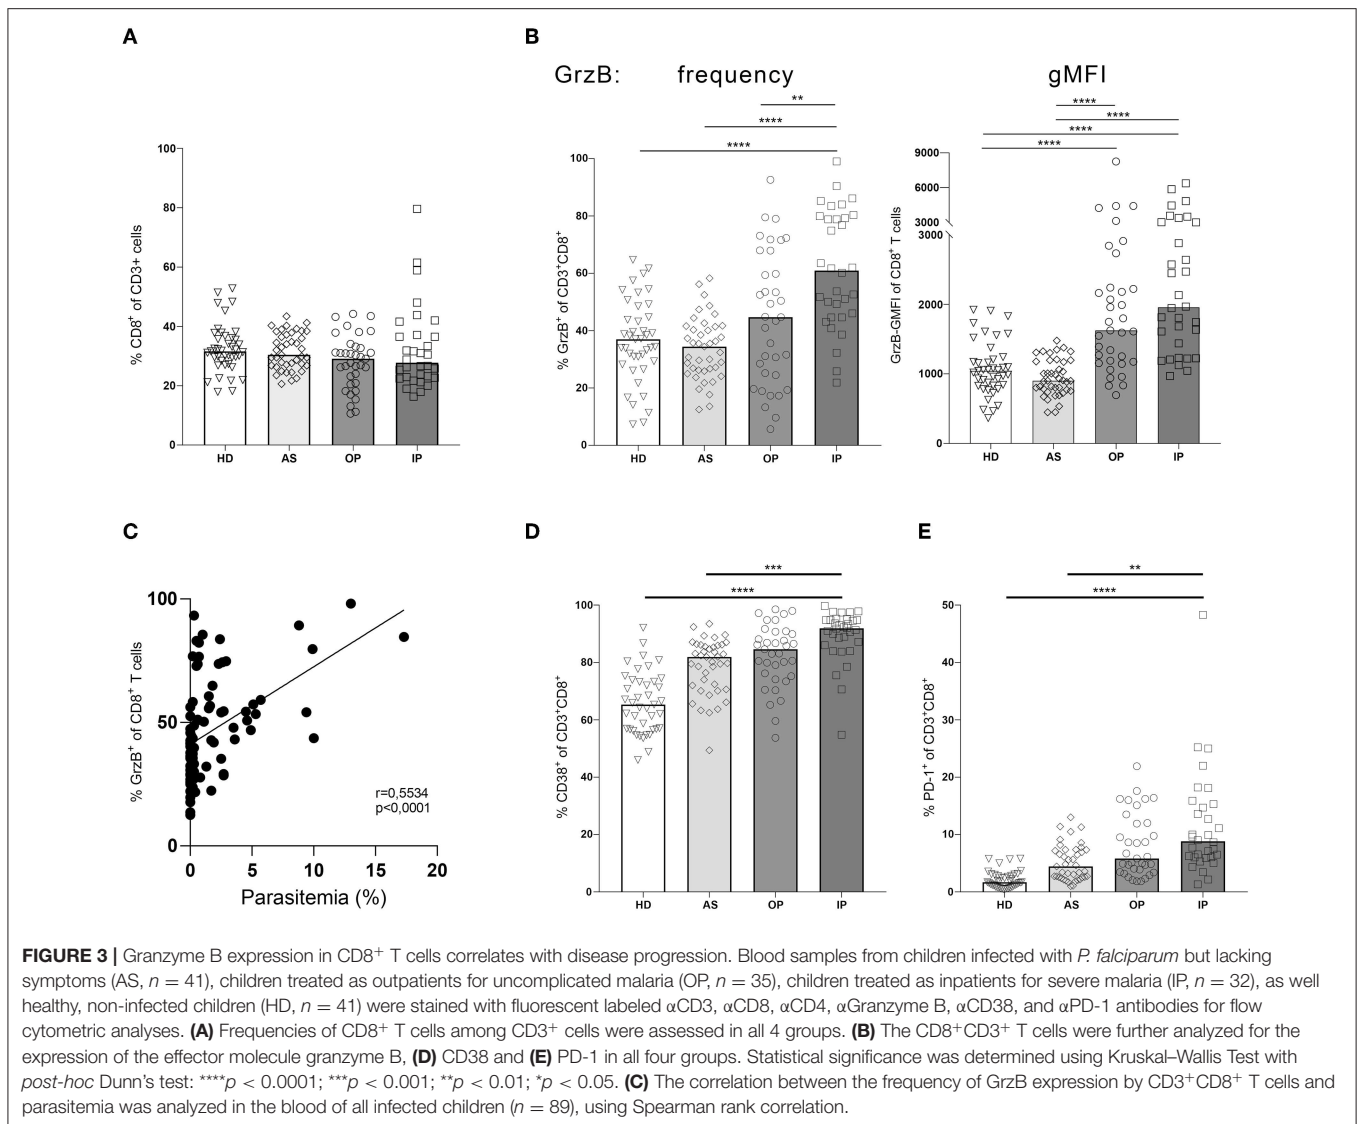 A
B
GrzB: frequency
gMFI
**
****
****
****
****
****
****
% CD8⁺ of CD3+ cells
100
80
60
40
20
0
HD AS OP IP
% GrzB⁺ of CD3⁺CD8⁺
100
80
60
40
20
0
HD AS OP IP
GrzB-GMFI of CD8⁺ T cells
9000
6000
3000
3000
2000
1000
0
HD AS OP IP
C
D
E
% GrzB⁺ of CD8⁺ T cells
100
50
0
r=0,5534
p<0,0001
0 5 10 15 20
Parasitemia (%)
***
****
% CD38⁺ of CD3⁺CD8⁺
100
80
60
40
20
0
HD AS OP IP
**
****
% PD-1⁺ of CD3⁺CD8⁺
50
40
30
20
10
0
HD AS OP IP
FIGURE 3 | Granzyme B expression in CD8⁺ T cells correlates with disease progression. Blood samples from children infected with P. falciparum but lacking
symptoms (AS, n = 41), children treated as outpatients for uncomplicated malaria (OP, n = 35), children treated as inpatients for severe malaria (IP, n = 32), as well
healthy, non-infected children (HD, n = 41) were stained with fluorescent labeled αCD3, αCD8, αCD4, αGranzyme B, αCD38, and αPD-1 antibodies for flow
cytometric analyses. (A) Frequencies of CD8⁺ T cells among CD3⁺ cells were assessed in all 4 groups. (B) The CD8⁺CD3⁺ T cells were further analyzed for the
expression of the effector molecule granzyme B, (D) CD38 and (E) PD-1 in all four groups. Statistical significance was determined using Kruskal–Wallis Test with
post-hoc Dunn's test: ****p < 0.0001; ***p < 0.001; **p < 0.01; *p < 0.05. (C) The correlation between the frequency of GrzB expression by CD3⁺CD8⁺ T cells and
parasitemia was analyzed in the blood of all infected children (n = 89), using Spearman rank correlation.